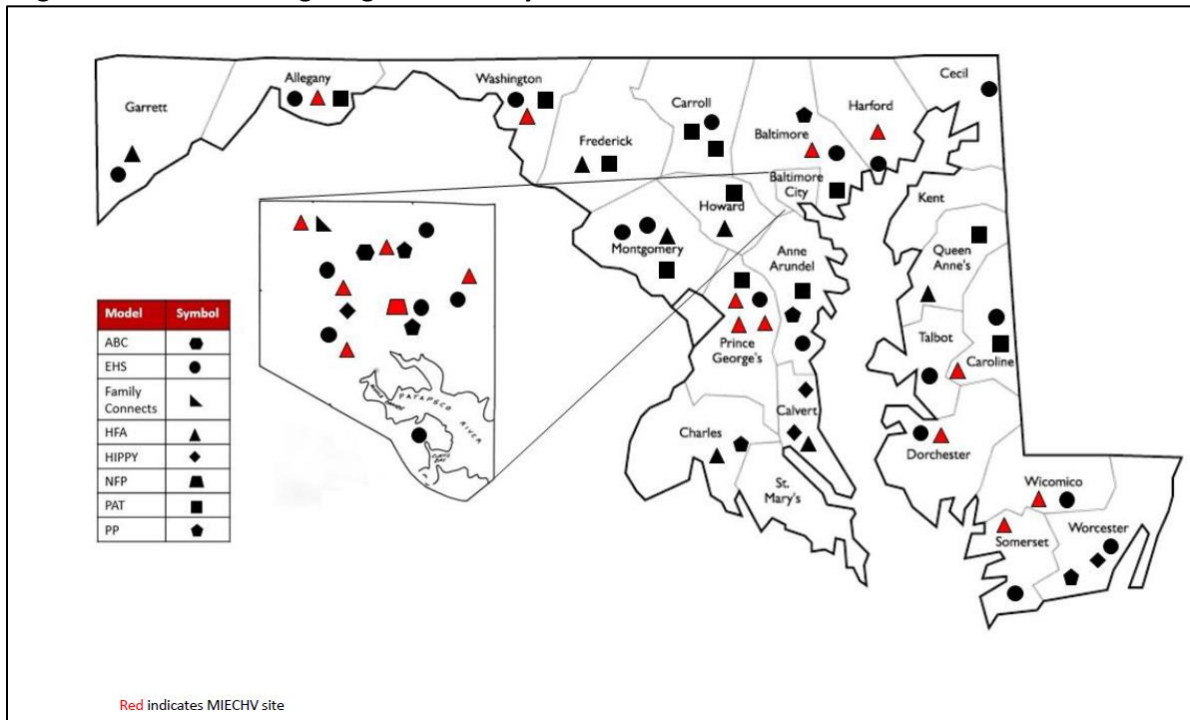 Garrett
Allegany
Washington
Frederick
Carroll
Baltimore
Harford
Cecil
Baltimore
City
Kent
Howard
Montgomery
Queen
Anne's
Anne
Arundel
Prince
George's
Talbot
Caroline
Calvert
Charles
St.
Mary's
Dorchester
Wicomico
Somerset
Worcester
PATAPSCO
RIVER
Model Symbol
ABC
EHS
Family
Connects
HFA
HIPPY
NFP
PAT
PP
Red indicates MIECHV site